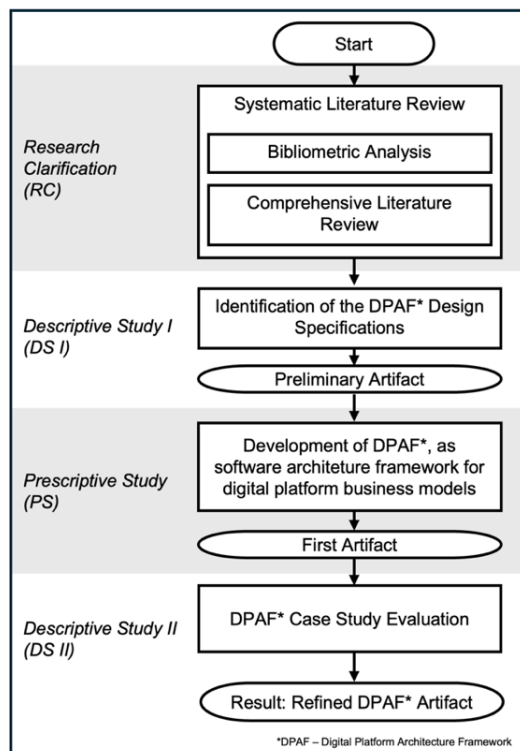 Start
Research
Clarification
(RC)
Systematic Literature Review
Bibliometric Analysis
Comprehensive Literature
Review
Descriptive Study I
(DS I)
Identification of the DPAF* Design
Specifications
Preliminary Artifact
Prescriptive Study
(PS)
Development of DPAF*, as
software architeture framework for
digital platform business models
First Artifact
Descriptive Study II
(DS II)
DPAF* Case Study Evaluation
Result: Refined DPAF* Artifact
*DPAF – Digital Platform Architecture Framework